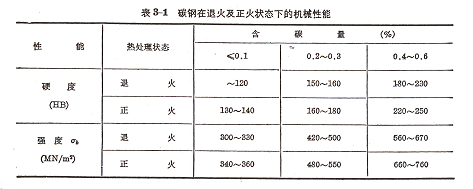 表 3-1 碳钢在退火及正火状态下的机械性能
性 能 热处理状态 含 碳 量 (%)
≤0.1 0.2～0.3 0.4～0.6
硬 度 (HB) 退 火 ～120 150～160 180～230
正 火 130～140 160～180 220～250
强 度 σb (MN/m²) 退 火 300～330 420～500 560～670
正 火 340～360 480～550 660～760